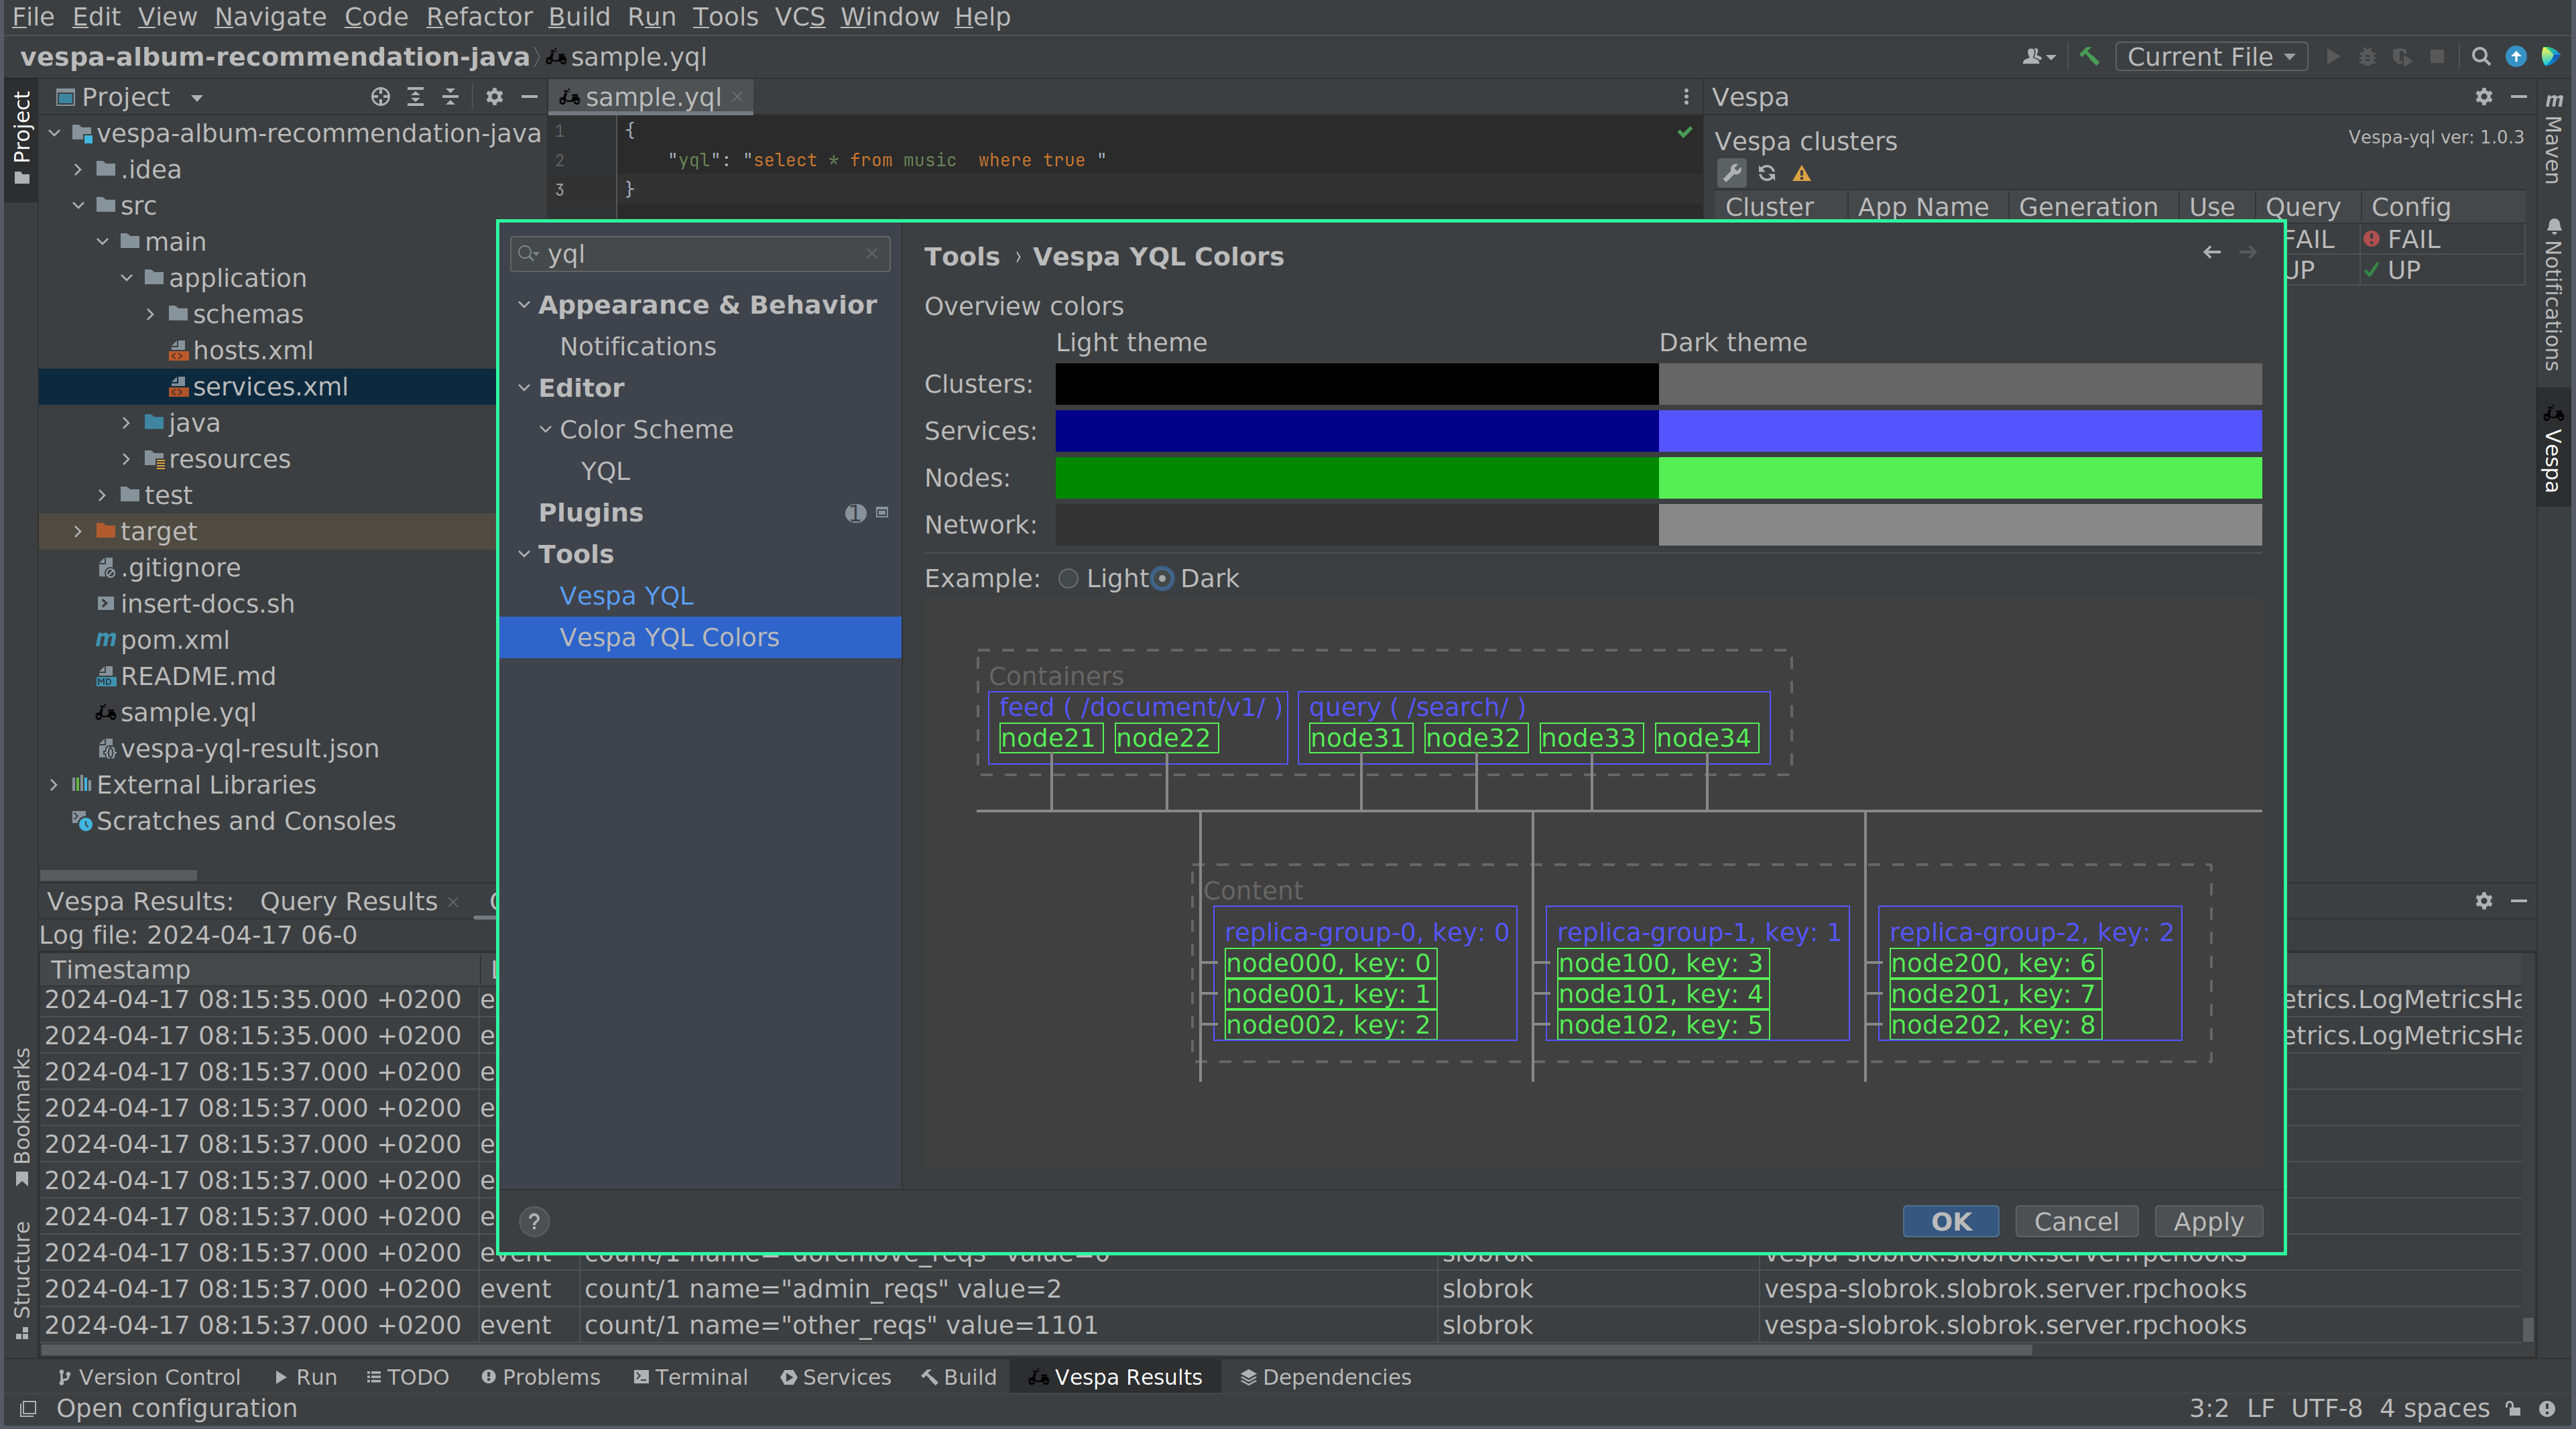 File Edit View Navigate Code Refactor Build Run Tools VCS Window Help
vespa-album-recommendation-java sample.yql
Current File
Project
sample.yql
Vespa
Project
vespa-album-recommendation-java
.idea
src
main
application
schemas
hosts.xml
services.xml
java
resources
test
target
.gitignore
insert-docs.sh
pom.xml
README.md
sample.yql
vespa-yql-result.json
External Libraries
Scratches and Consoles
1 {
2 "yql": "select * from music  where true "
3 }
Vespa clusters
Vespa-yql ver: 1.0.3
Cluster App Name Generation Use Query Config
FAIL FAIL
UP UP
Maven
Notifications
Vespa
yql
Appearance & Behavior
Notifications
Editor
Color Scheme
YQL
Plugins 1
Tools
Vespa YQL
Vespa YQL Colors
Tools › Vespa YQL Colors
Overview colors
Light theme Dark theme
Clusters:
Services:
Nodes:
Network:
Example: Light Dark
Containers
feed ( /document/v1/ ) query ( /search/ )
node21 node22 node31 node32 node33 node34
Content
replica-group-0, key: 0 replica-group-1, key: 1 replica-group-2, key: 2
node000, key: 0 node100, key: 3 node200, key: 6
node001, key: 1 node101, key: 4 node201, key: 7
node002, key: 2 node102, key: 5 node202, key: 8
? OK Cancel Apply
Vespa Results: Query Results
Log file: 2024-04-17 06-0
Timestamp
2024-04-17 08:15:35.000 +0200 e etrics.LogMetricsHa
2024-04-17 08:15:35.000 +0200 e etrics.LogMetricsHa
2024-04-17 08:15:37.000 +0200 e
2024-04-17 08:15:37.000 +0200 e
2024-04-17 08:15:37.000 +0200 e
2024-04-17 08:15:37.000 +0200 e
2024-04-17 08:15:37.000 +0200 e
2024-04-17 08:15:37.000 +0200 event count/1 name="doremove_reqs" value=0 slobrok vespa-slobrok.slobrok.server.rpchooks
2024-04-17 08:15:37.000 +0200 event count/1 name="admin_reqs" value=2 slobrok vespa-slobrok.slobrok.server.rpchooks
2024-04-17 08:15:37.000 +0200 event count/1 name="other_reqs" value=1101 slobrok vespa-slobrok.slobrok.server.rpchooks
Bookmarks
Structure
Version Control Run TODO Problems Terminal Services Build Vespa Results Dependencies
Open configuration 3:2 LF UTF-8 4 spaces